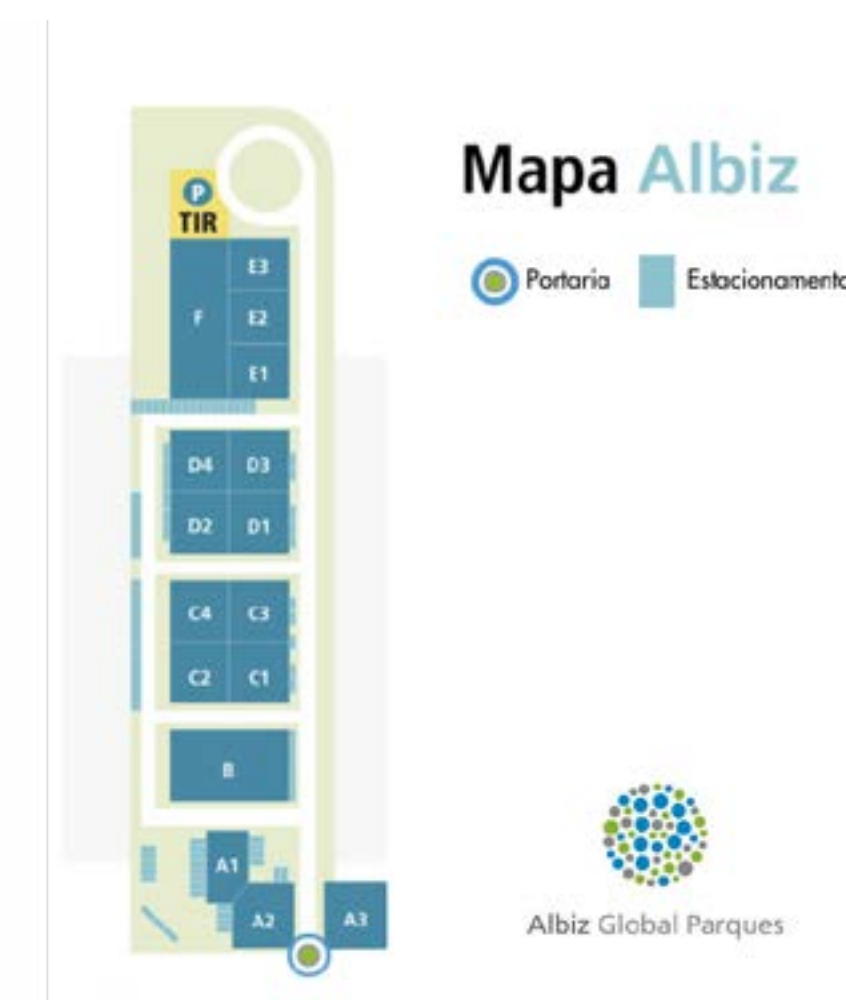 Mapa Albiz
Portaria
Estacionamento
P
TIR
E3
F
E2
E1
D4
D3
D2
D1
C4
C3
C2
C1
B
A1
A2
A3
Albiz Global Parques